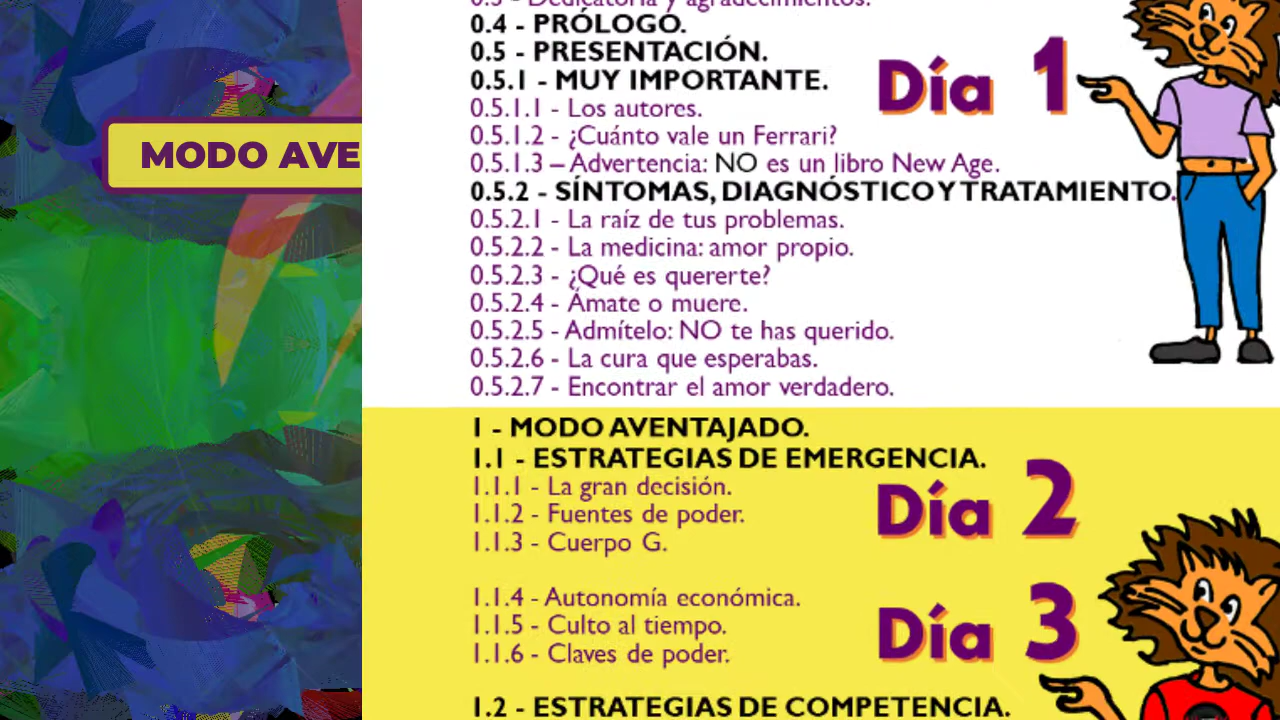 0.3 - Dedicatoria y agradecimientos.
0.4 - PRÓLOGO.
0.5 - PRESENTACIÓN.
0.5.1 - MUY IMPORTANTE.
Día 1
0.5.1.1 - Los autores.
0.5.1.2 - ¿Cuánto vale un Ferrari?
MODO AVE
0.5.1.3 – Advertencia: NO es un libro New Age.
0.5.2 - SÍNTOMAS, DIAGNÓSTICO Y TRATAMIENTO.
0.5.2.1 - La raíz de tus problemas.
0.5.2.2 - La medicina: amor propio.
0.5.2.3 - ¿Qué es quererte?
0.5.2.4 - Ámate o muere.
0.5.2.5 - Admítelo: NO te has querido.
0.5.2.6 - La cura que esperabas.
0.5.2.7 - Encontrar el amor verdadero.
1 - MODO AVENTAJADO.
1.1 - ESTRATEGIAS DE EMERGENCIA.
1.1.1 - La gran decisión.
Día 2
1.1.2 - Fuentes de poder.
1.1.3 - Cuerpo G.
1.1.4 - Autonomía económica.
1.1.5 - Culto al tiempo.
Día 3
1.1.6 - Claves de poder.
1.2 - ESTRATEGIAS DE COMPETENCIA.